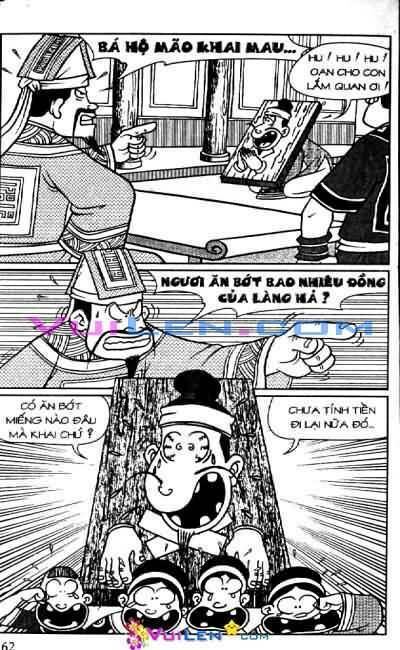 BÁ HỘ MÃO KHAI MAU...
HU! HU! HU!
OAN CHO CON
LẮM QUAN ƠI!
NGƯƠI ĂN BỚT BAO NHIÊU ĐỒNG
CỦA LÀNG HẢ?
VUILEN.COM
CÓ ĂN BỚT
MIẾNG NÀO ĐÂU
MÀ KHAI CHỨ?
CHƯA TÍNH TIỀN
ĐI LẠI NỮA ĐÓ...
VUILEN.COM
62